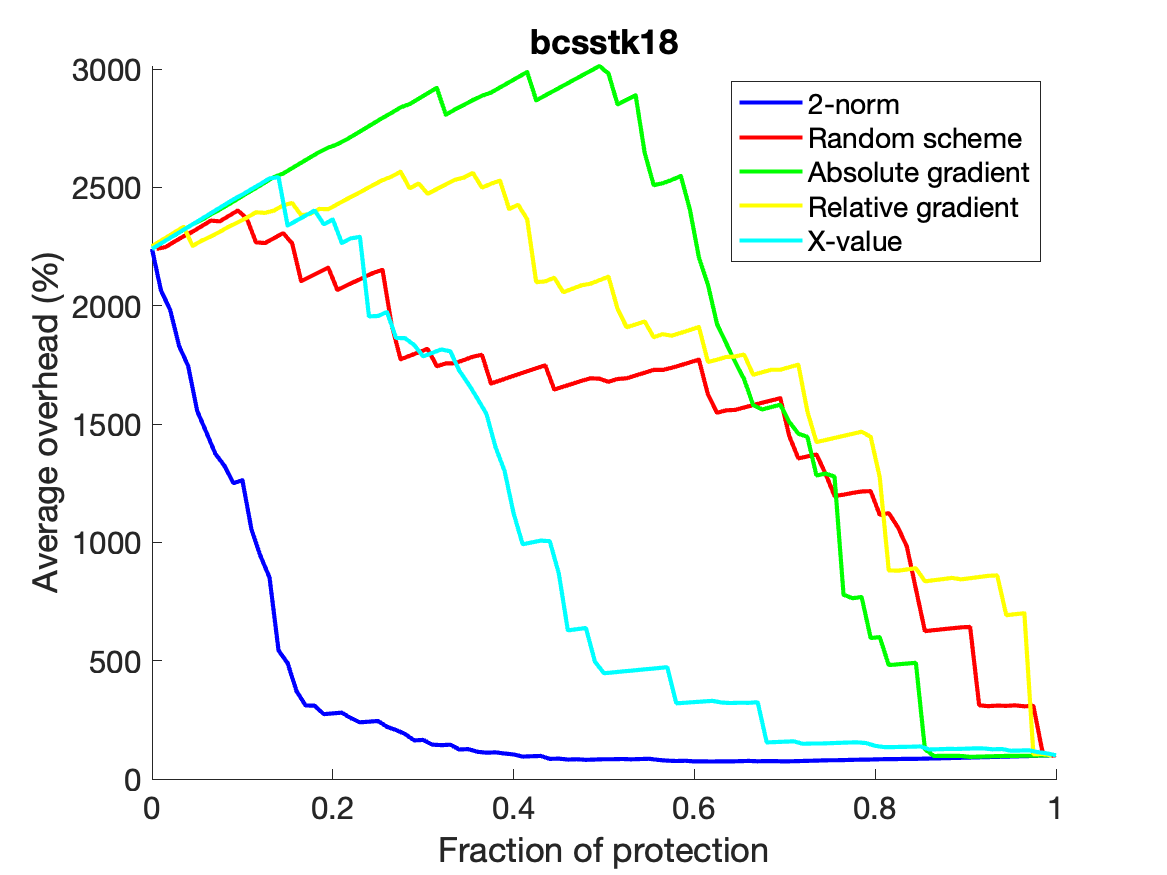 bcsstk18
3000
2500
2000
1500
1000
500
0
Average overhead (%)
2-norm
Random scheme
Absolute gradient
Relative gradient
X-value
0
0.2
0.4
0.6
0.8
1
Fraction of protection